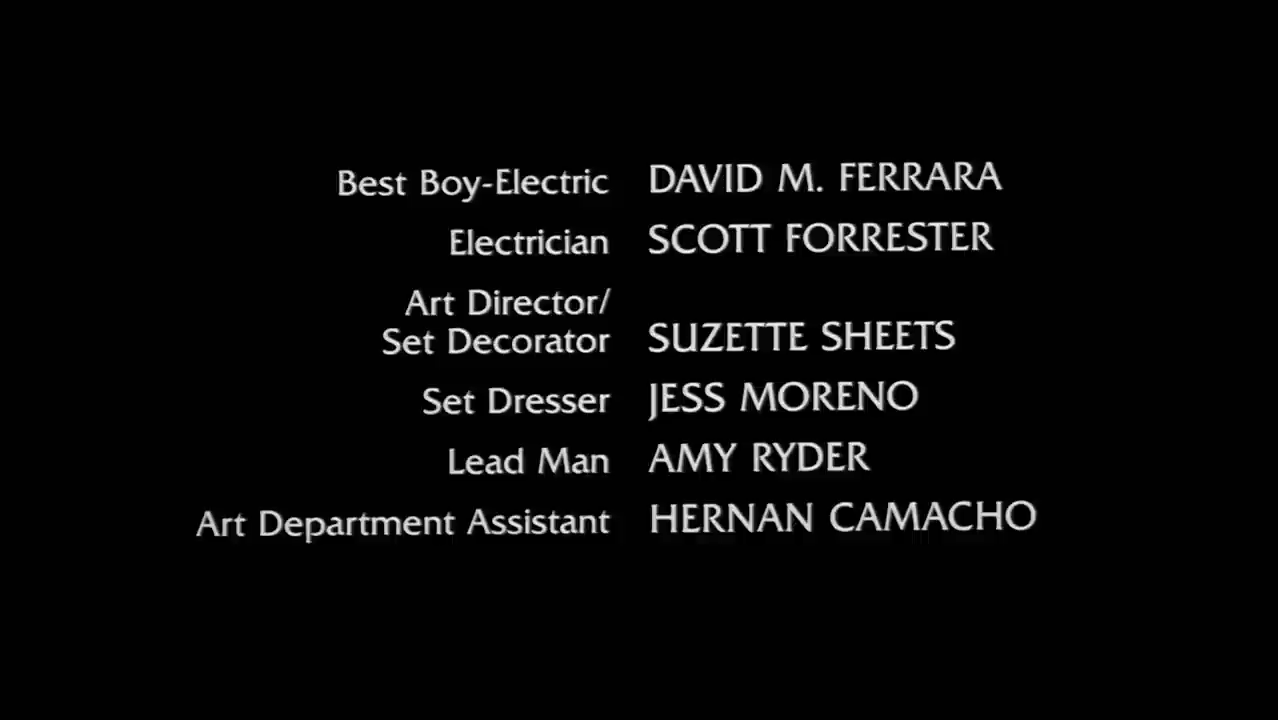 Best Boy-Electric DAVID M. FERRARA
Electrician SCOTT FORRESTER
Art Director/
Set Decorator SUZETTE SHEETS
Set Dresser JESS MORENO
Lead Man AMY RYDER
Art Department Assistant HERNAN CAMACHO